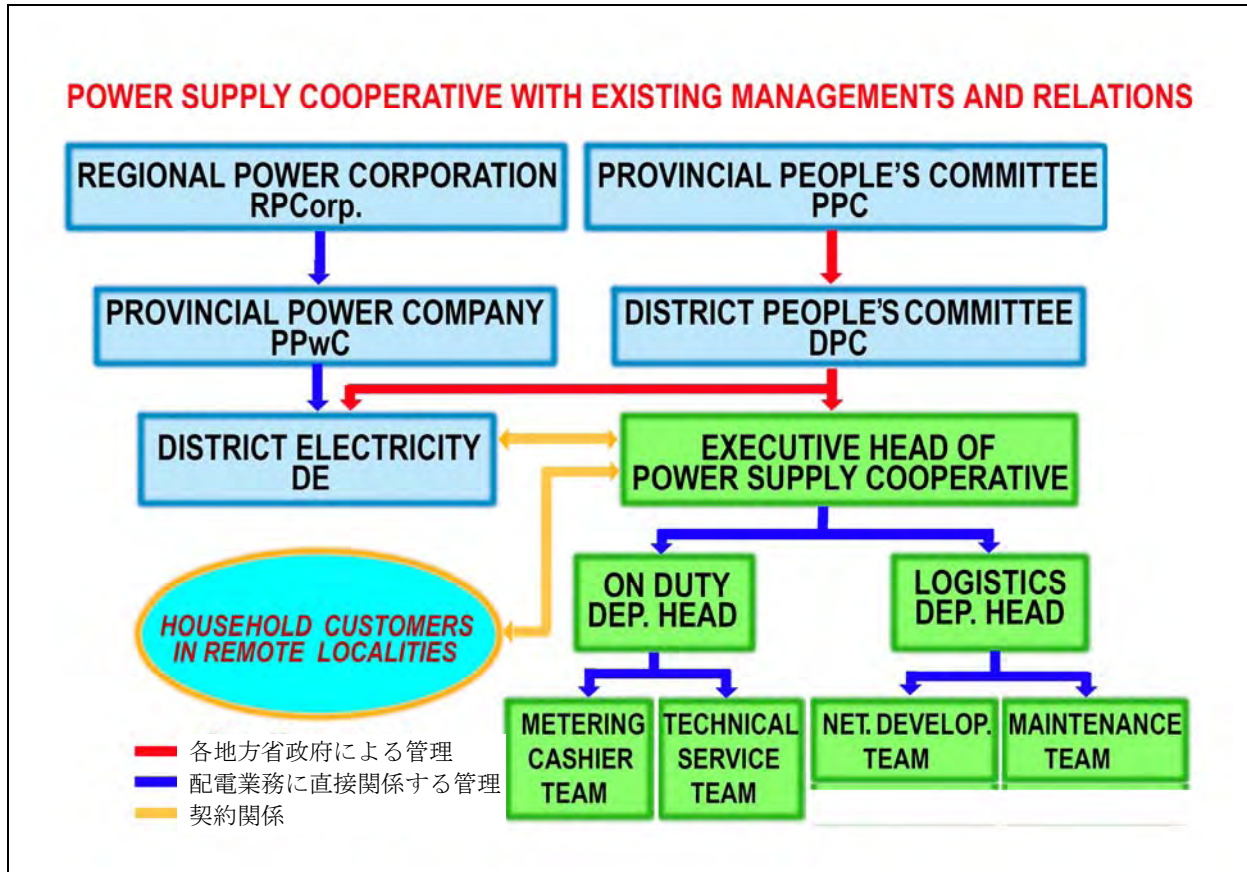 POWER SUPPLY COOPERATIVE WITH EXISTING MANAGEMENTS AND RELATIONS
REGIONAL POWER CORPORATION
RPCorp.
PROVINCIAL PEOPLE'S COMMITTEE
PPC
PROVINCIAL POWER COMPANY
PPwC
DISTRICT PEOPLE'S COMMITTEE
DPC
DISTRICT ELECTRICITY
DE
EXECUTIVE HEAD OF
POWER SUPPLY COOPERATIVE
ON DUTY
DEP. HEAD
LOGISTICS
DEP. HEAD
HOUSEHOLD CUSTOMERS
IN REMOTE LOCALITIES
METERING
CASHIER
TEAM
TECHNICAL
SERVICE
TEAM
NET. DEVELOP.
TEAM
MAINTENANCE
TEAM
各地方省政府による管理
配電業務に直接関係する管理
契約関係